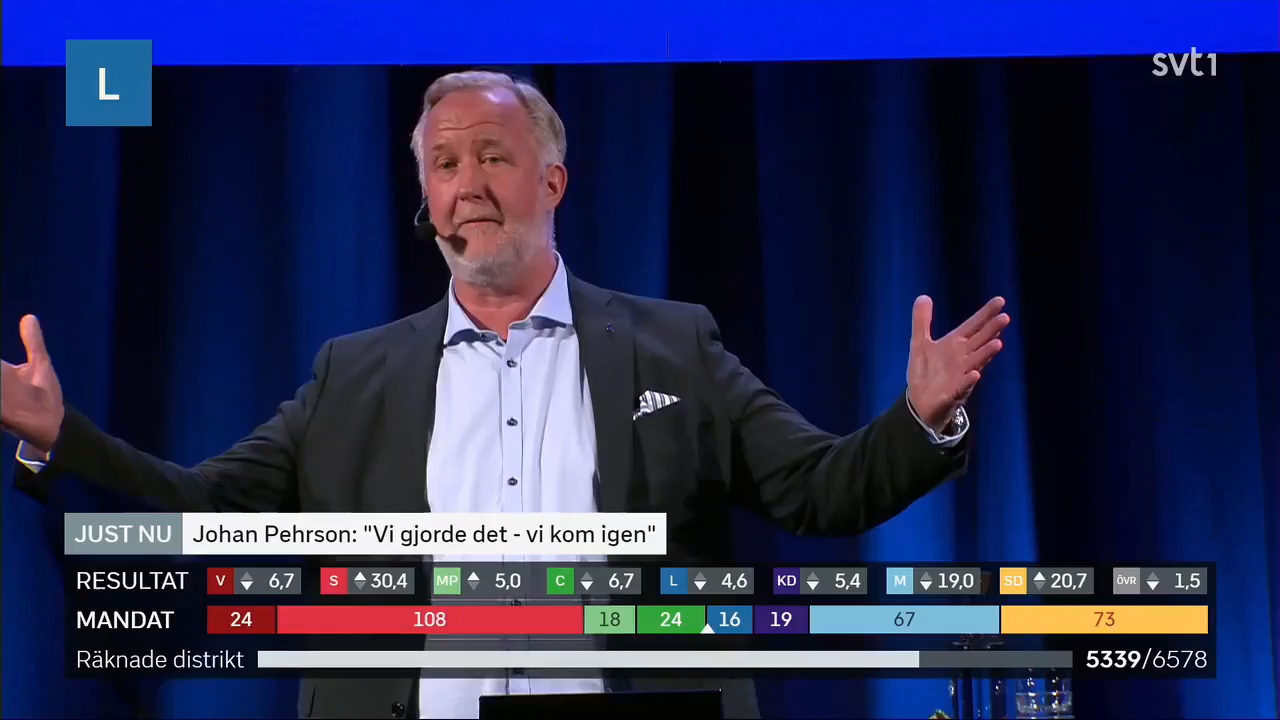 L
svt1
JUST NU Johan Pehrson: "Vi gjorde det - vi kom igen"
RESULTAT V 6,7 S 30,4 MP 5,0 C 6,7 L 4,6 KD 5,4 M 19,0 SD 20,7 ÖVR 1,5
MANDAT 24 108 18 24 16 19 67 73
Räknade distrikt 5339/6578